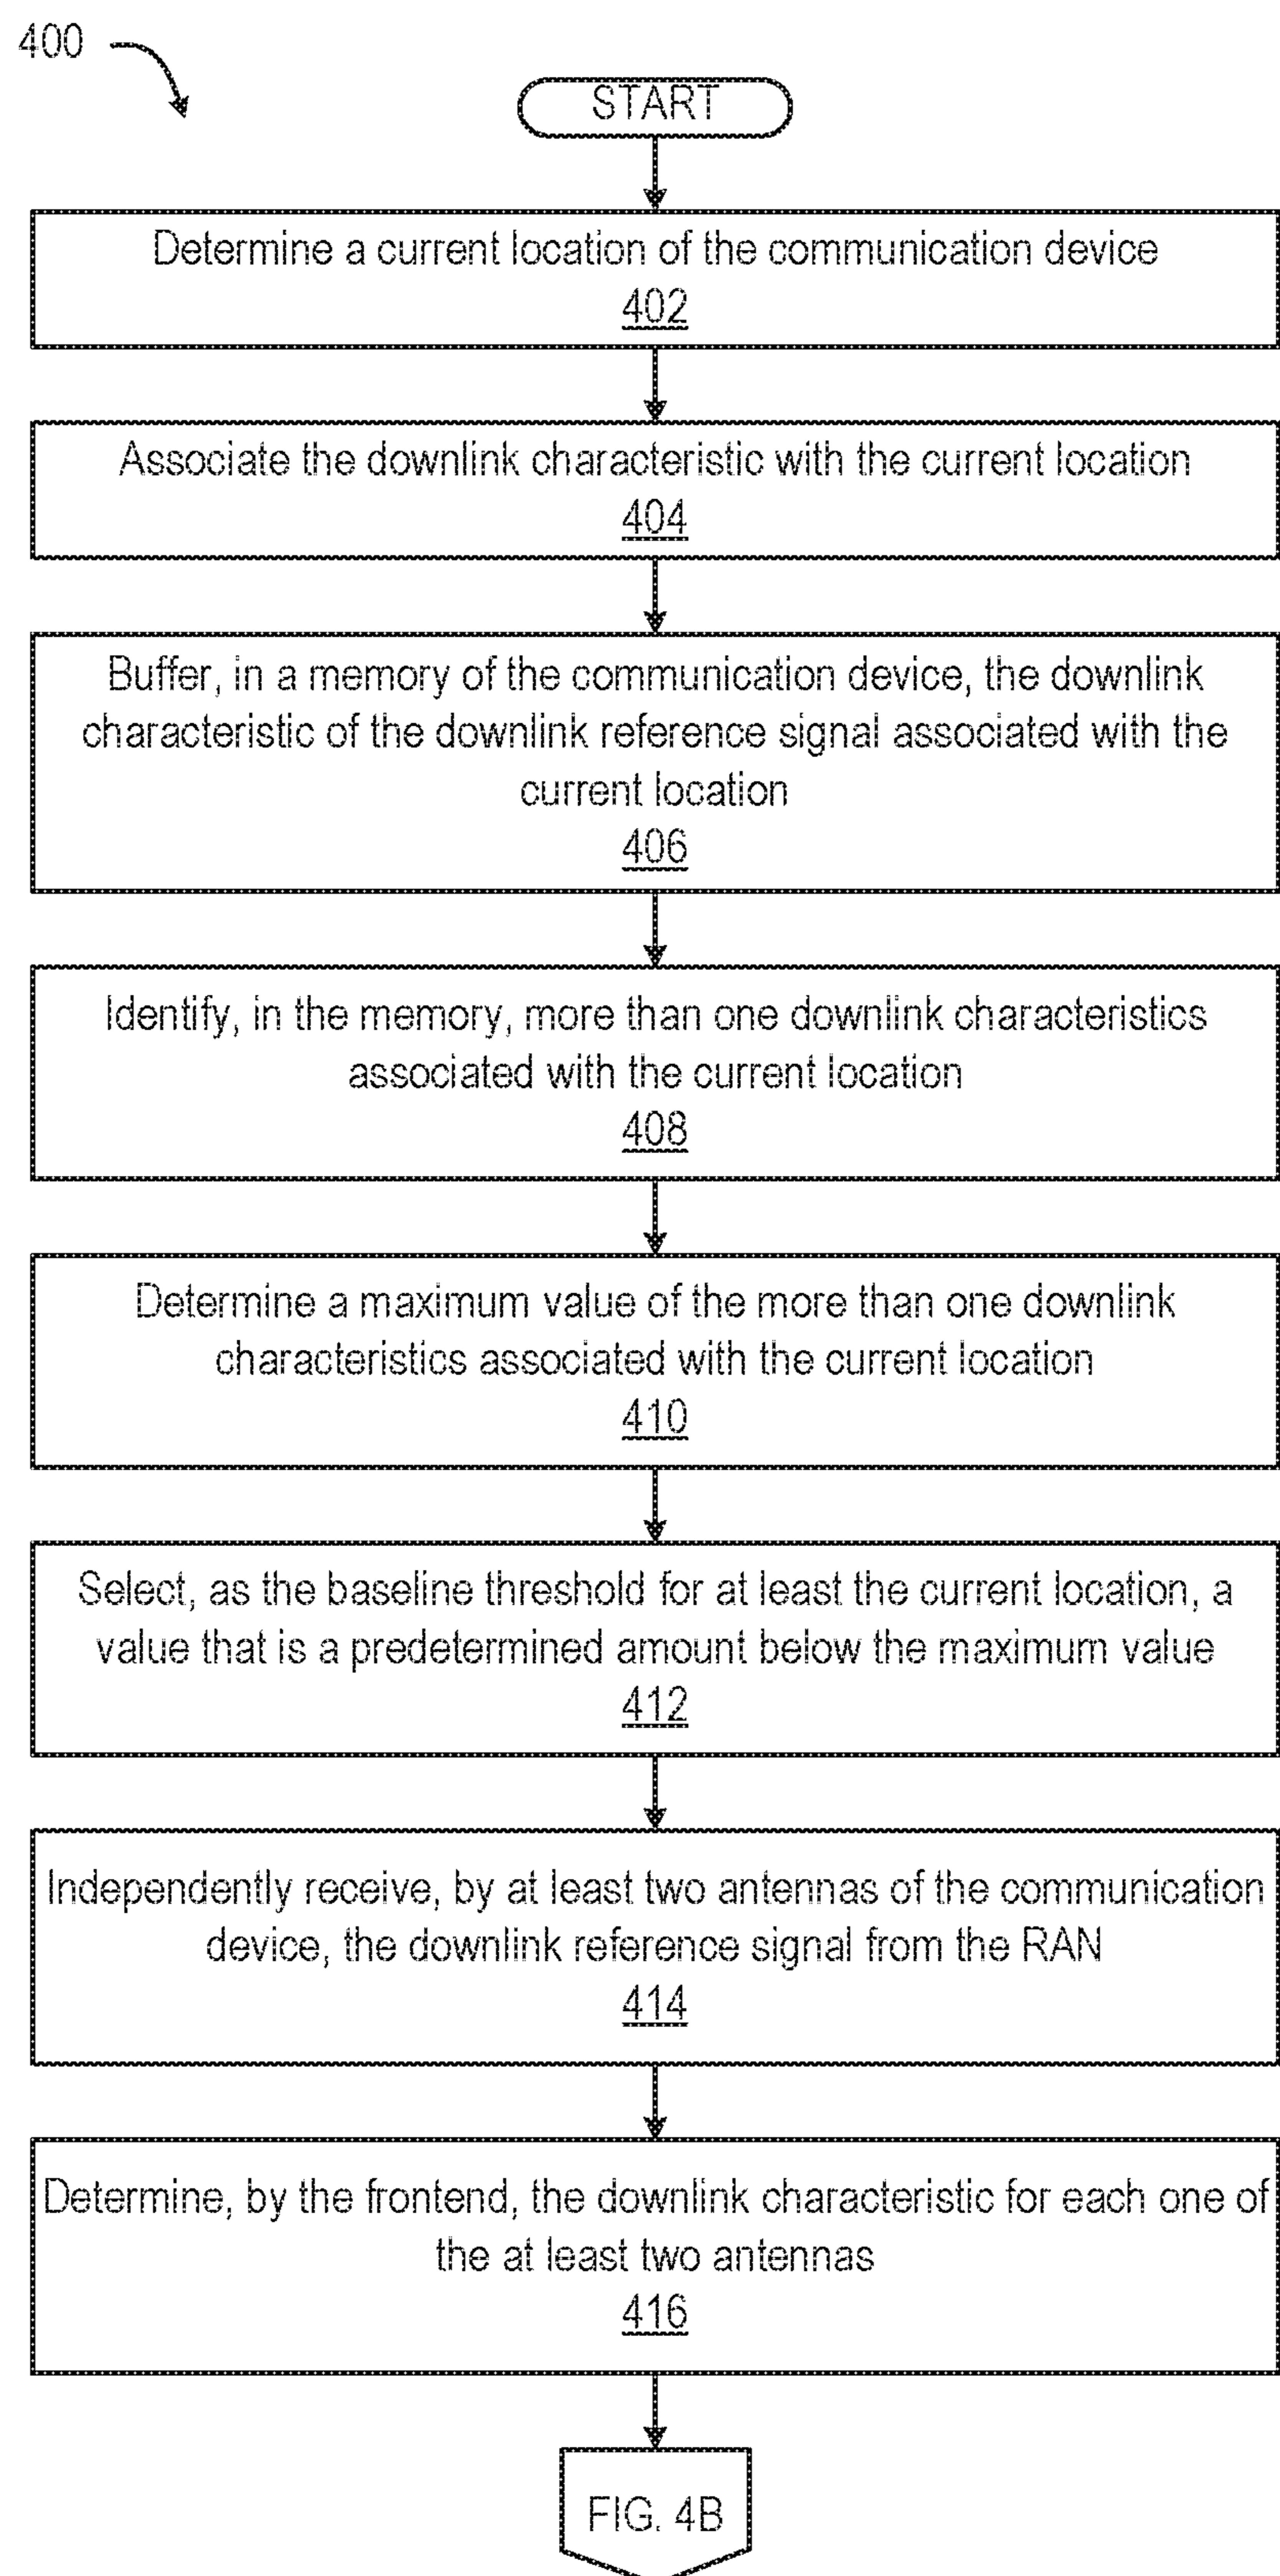 400
START
Determine a current location of the communication device
402
Associate the downlink characteristic with the current location
404
Buffer, in a memory of the communication device, the downlink
characteristic of the downlink reference signal associated with the
current location
406
Identify, in the memory, more than one downlink characteristics
associated with the current location
408
Determine a maximum value of the more than one downlink
characteristics associated with the current location
410
Select, as the baseline threshold for at least the current location, a
value that is a predetermined amount below the maximum value
412
Independently receive, by at least two antennas of the communication
device, the downlink reference signal from the RAN
414
Determine, by the frontend, the downlink characteristic for each one of
the at least two antennas
416
FIG. 4B